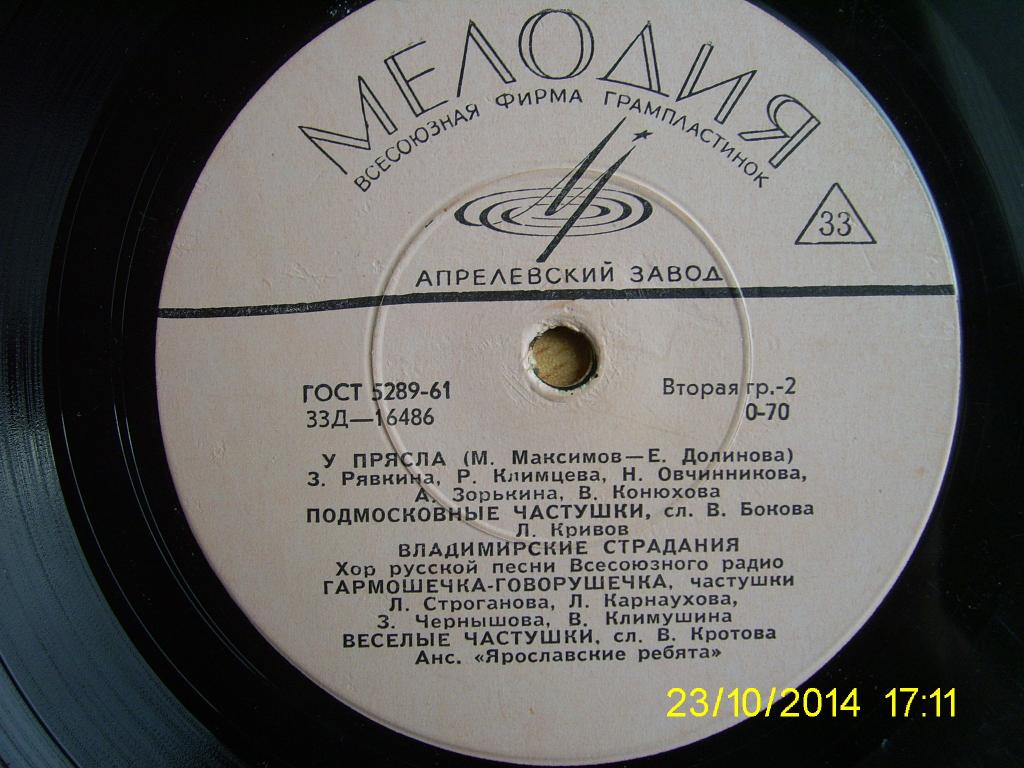 МЕЛОДИЯ
ВСЕСОЮЗНАЯ ФИРМА ГРАМПЛАСТИНОК
33
АПРЕЛЕВСКИЙ ЗАВОД
ГОСТ 5289-61
Вторая гр.-2
33Д—16486
0-70
У ПРЯСЛА (М. Максимов—Е. Долинова)
З. Рявкина, Р. Климцева, Н. Овчинникова,
А. Зорькина, В. Конюхова
ПОДМОСКОВНЫЕ ЧАСТУШКИ, сл. В. Бокова
Л. Кривов
ВЛАДИМИРСКИЕ СТРАДАНИЯ
Хор русской песни Всесоюзного радио
ГАРМОШЕЧКА-ГОВОРУШЕЧКА, частушки
Л. Строганова, Л. Карнаухова,
З. Чернышова, В. Климушина
ВЕСЕЛЫЕ ЧАСТУШКИ, сл. В. Кротова
Анс. «Ярославские ребята»
23/10/2014 17:11